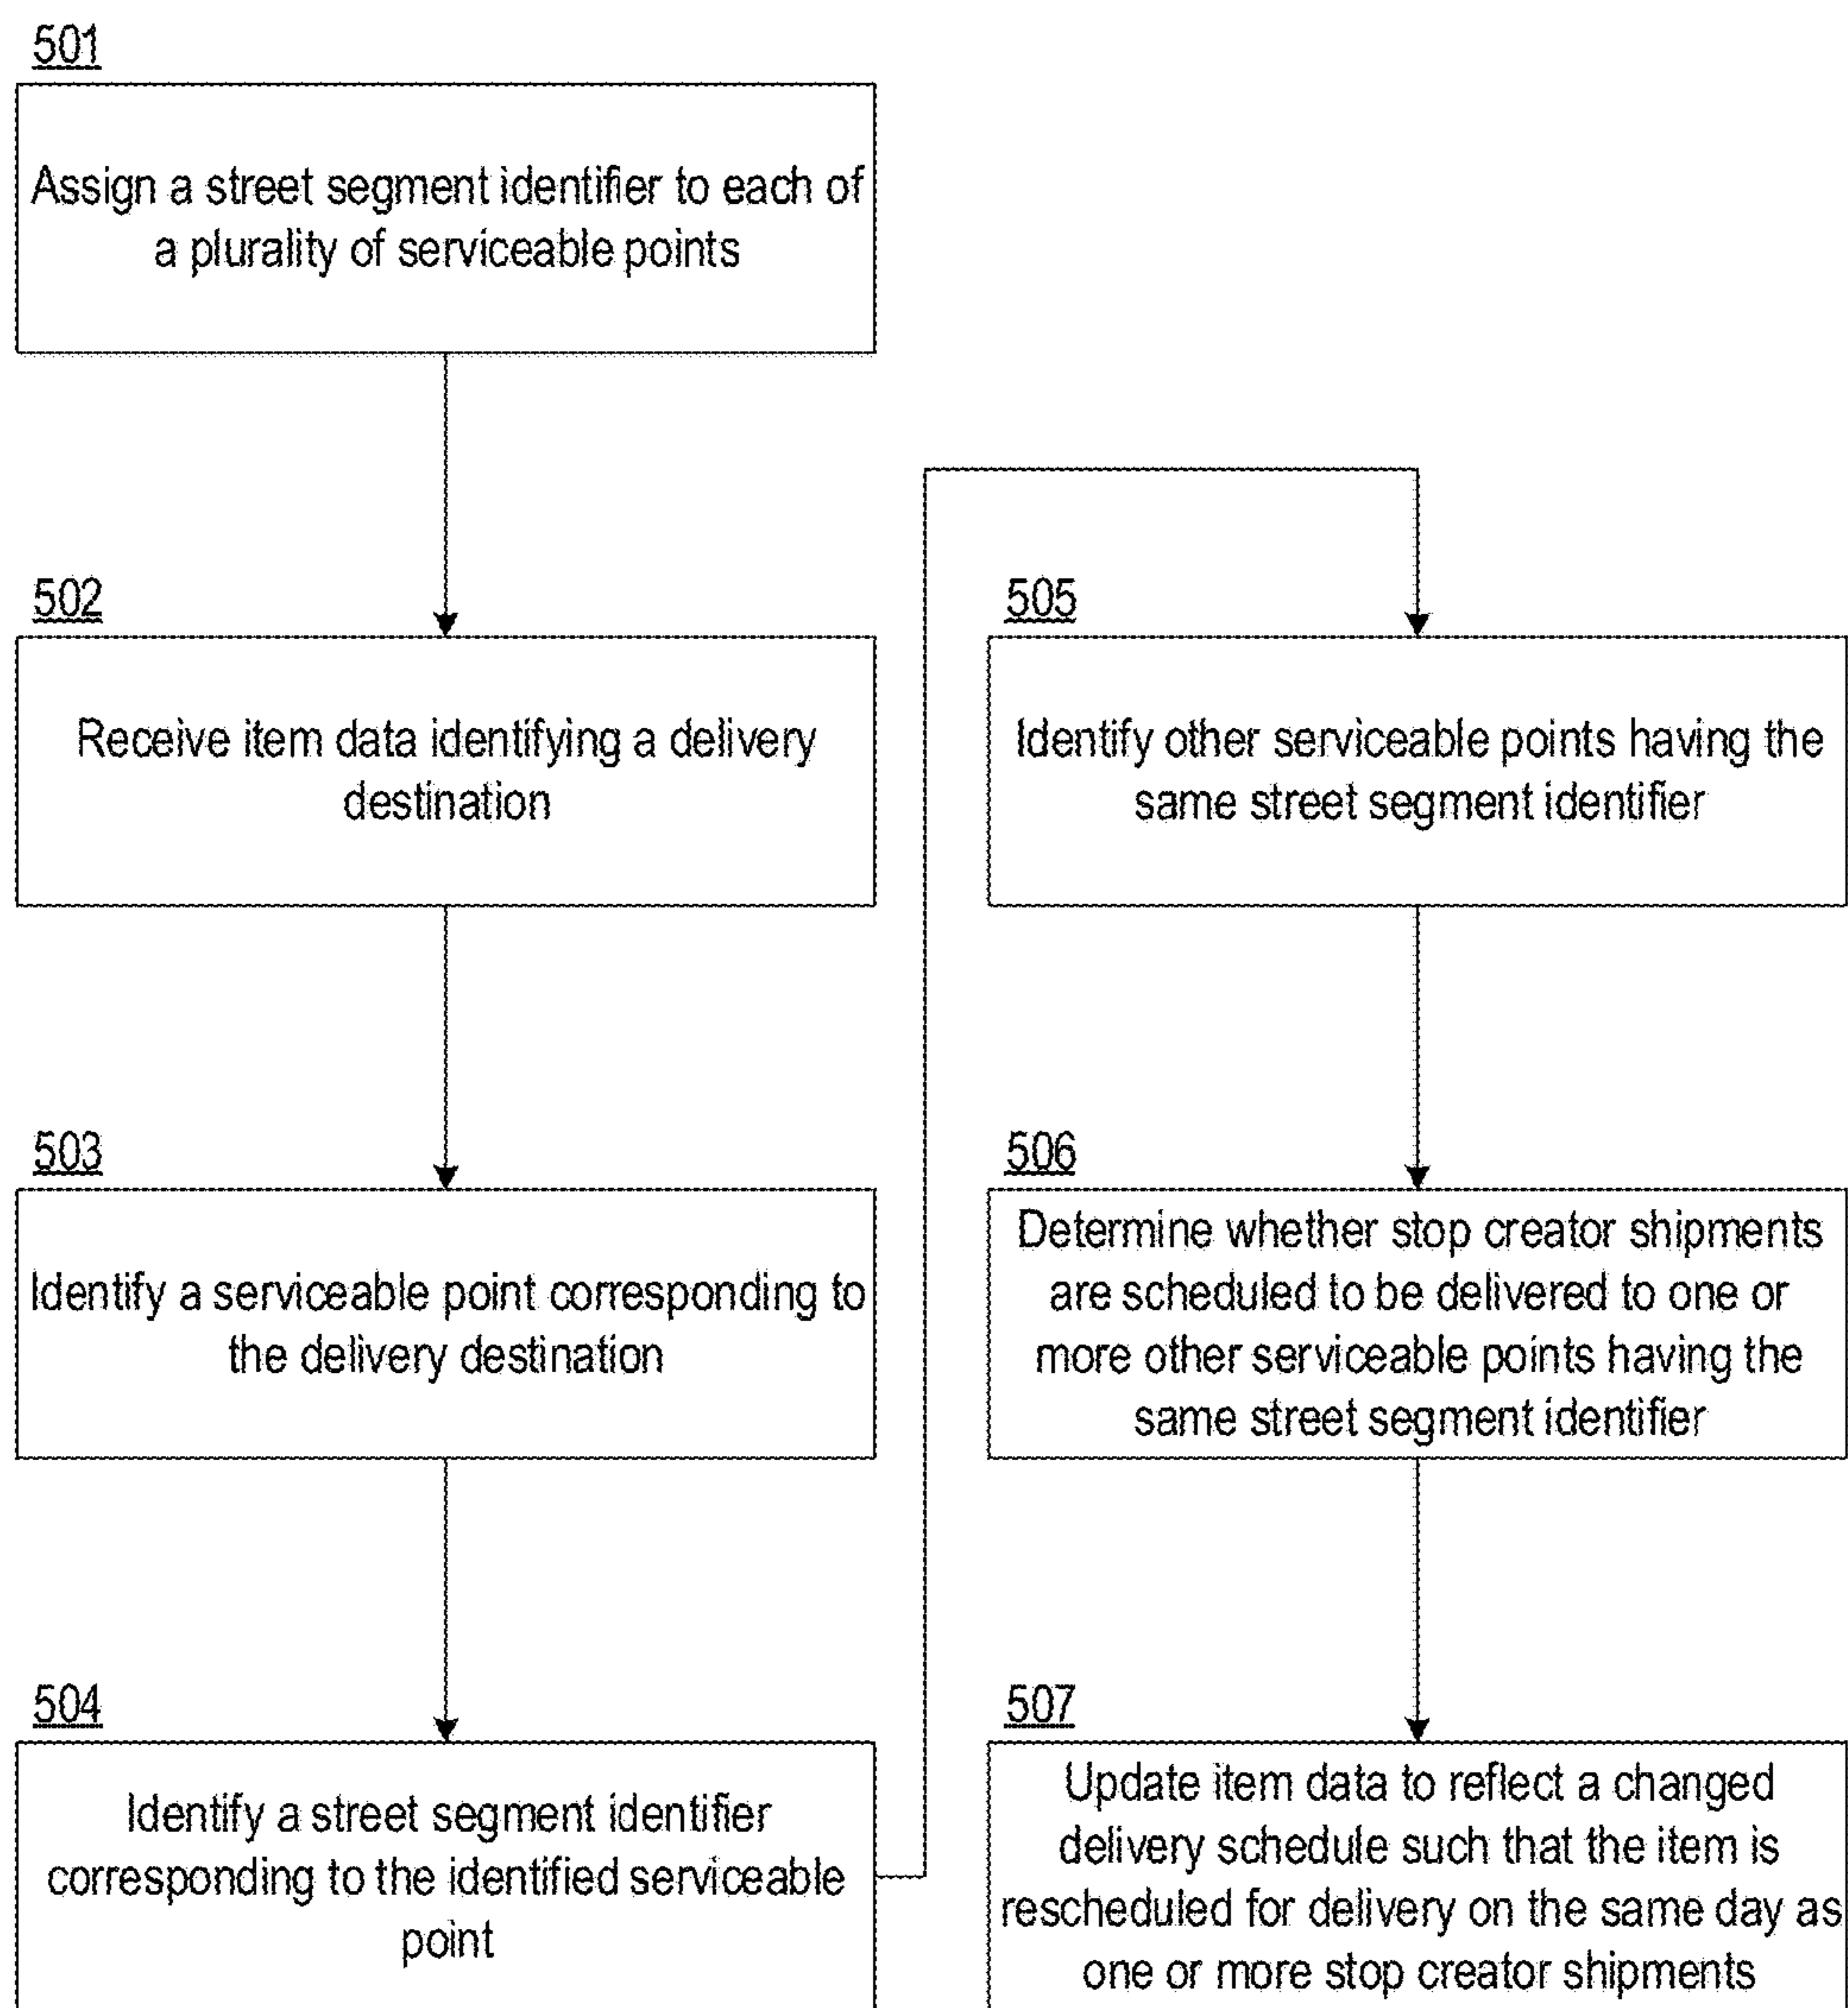 501
Assign a street segment identifier to each of
a plurality of serviceable points
502
Receive item data identifying a delivery
destination
503
Identify a serviceable point corresponding to
the delivery destination
504
Identify a street segment identifier
corresponding to the identified serviceable
point
505
Identify other serviceable points having the
same street segment identifier
506
Determine whether stop creator shipments
are scheduled to be delivered to one or
more other serviceable points having the
same street segment identifier
507
Update item data to reflect a changed
delivery schedule such that the item is
rescheduled for delivery on the same day as
one or more stop creator shipments